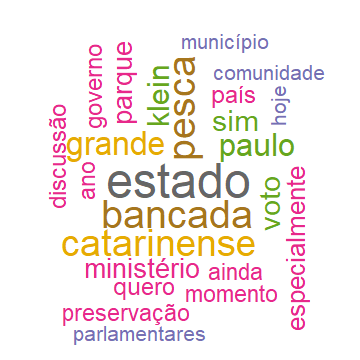 município
comunidade
governo
parque
klein
pesca
país
hoje
sim
discussão
grande
paulo
ano
estado
bancada
voto
especialmente
catarinense
ministério
ainda
quero
momento
preservação
parlamentares